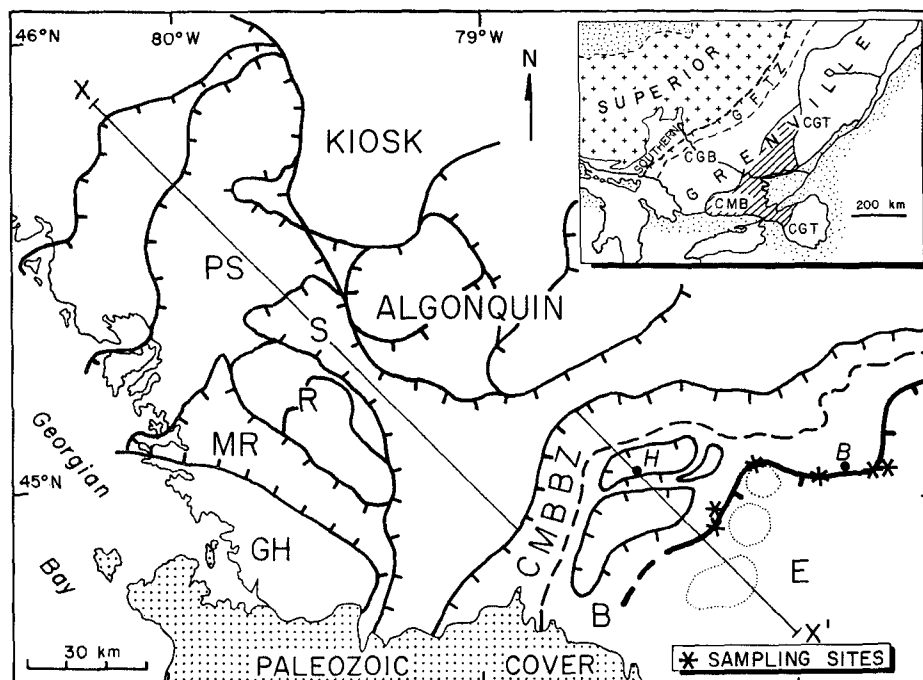 46°N
80°W
79°W
N
X
KIOSK
PS
ALGONQUIN
S
R
MR
Georgian
Bay
45°N
GH
CMBBZ
H
B
B
E
X'
30 km
PALEOZOIC COVER
SAMPLING SITES
SUPERIOR
SOUTHERN
GFTZ
GRENVILLE
CGT
CGB
CMB
CGT
200 km